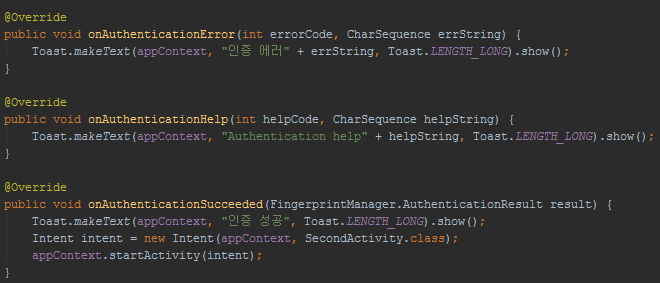 @Override
public void onAuthenticationError(int errorCode, CharSequence errString) {
Toast.makeText(appContext, "인증 에러" + errString, Toast.LENGTH_LONG).show();
}
@Override
public void onAuthenticationHelp(int helpCode, CharSequence helpString) {
Toast.makeText(appContext, "Authentication help" + helpString, Toast.LENGTH_LONG).show();
}
@Override
public void onAuthenticationSucceeded(FingerprintManager.AuthenticationResult result) {
Toast.makeText(appContext, "인증 성공", Toast.LENGTH_LONG).show();
Intent intent = new Intent(appContext, SecondActivity.class);
appContext.startActivity(intent);
}